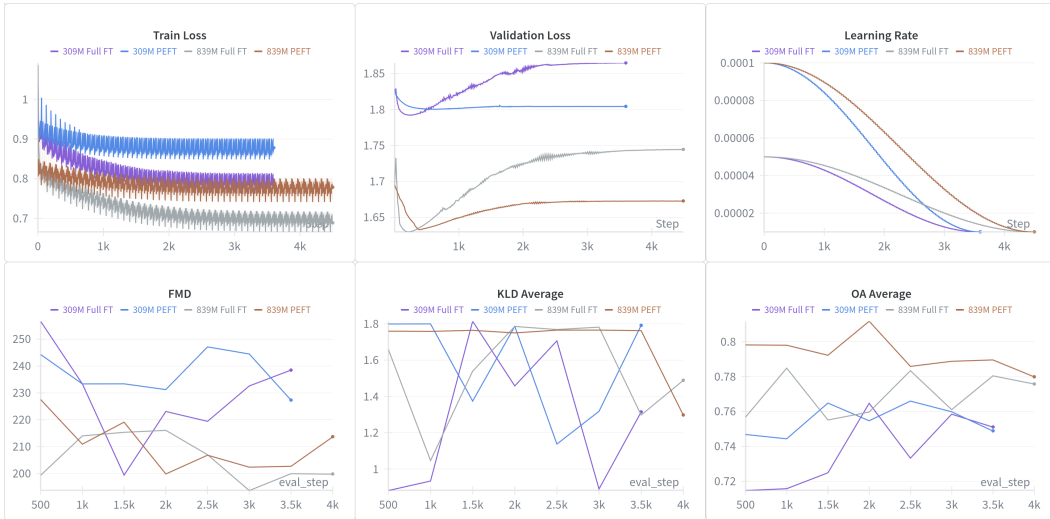 Train Loss
309M Full FT 309M PEFT 839M Full FT 839M PEFT
1
0.9
0.8
0.7
Step
0 1k 2k 3k 4k
Validation Loss
309M Full FT 309M PEFT 839M Full FT 839M PEFT
1.85
1.8
1.75
1.7
1.65
Step
1k 2k 3k 4k
Learning Rate
309M Full FT 309M PEFT 839M Full FT 839M PEFT
0.0001
0.00008
0.00006
0.00004
0.00002
Step
0 1k 2k 3k 4k
FMD
309M Full FT 309M PEFT 839M Full FT 839M PEFT
250
240
230
220
210
200
eval_step
500 1k 1.5k 2k 2.5k 3k 3.5k 4k
KLD Average
309M Full FT 309M PEFT 839M Full FT 839M PEFT
1.8
1.6
1.4
1.2
1
eval_step
500 1k 1.5k 2k 2.5k 3k 3.5k 4k
OA Average
309M Full FT 309M PEFT 839M Full FT 839M PEFT
0.8
0.78
0.76
0.74
0.72
eval_step
500 1k 1.5k 2k 2.5k 3k 3.5k 4k